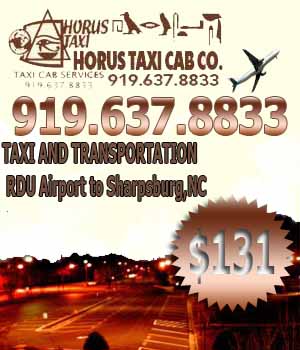 HORUS
TAXI
TAXI CAB SERVICES
919.637.8833
HORUS TAXI CAB CO.
919.637.8833
919.637.8833
TAXI AND TRANSPORTATION
RDU Airport to Sharpsburg,NC
$131